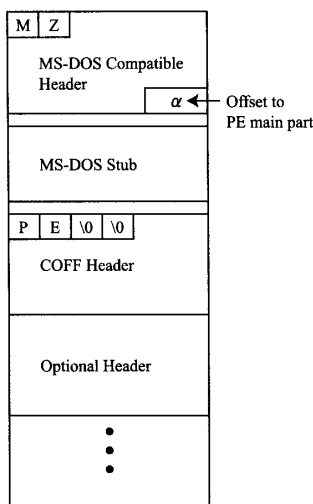 M Z
MS-DOS Compatible
Header
α
Offset to
PE main part
MS-DOS Stub
P E \0 \0
COFF Header
Optional Header